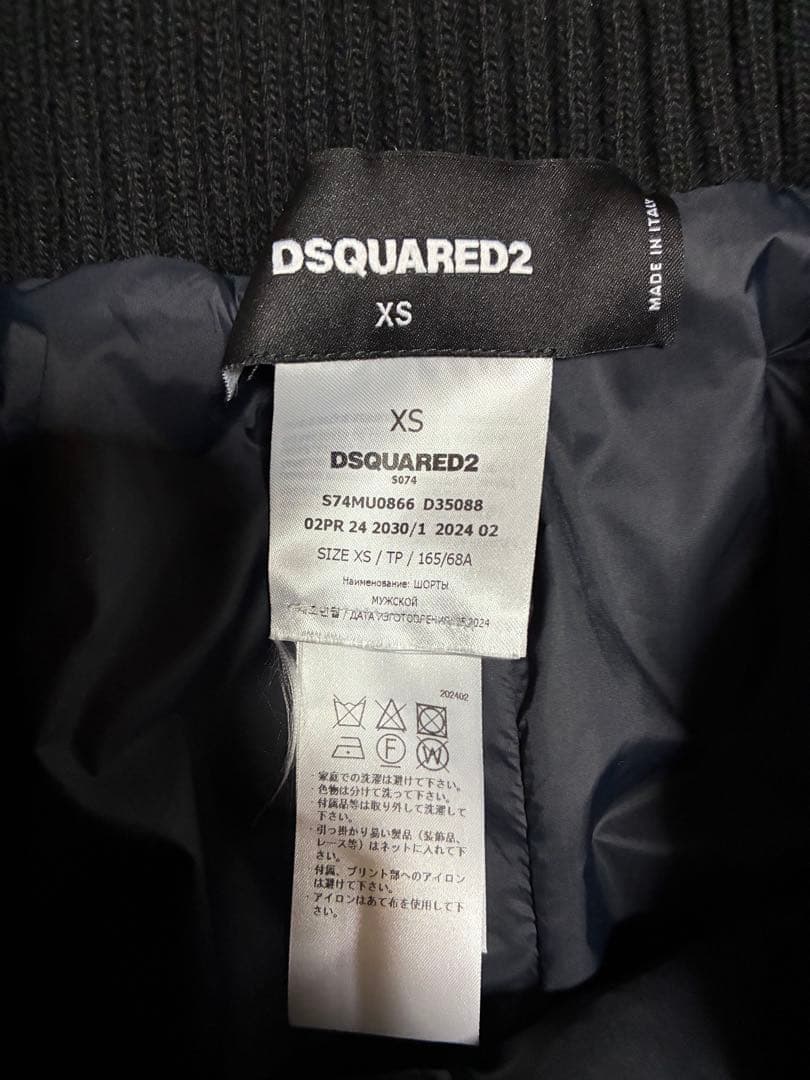 DSQUARED2
XS
MADE IN ITALY
XS
DSQUARED2
S074
S74MU0866 D35088
02PR 24 2030/1 2024 02
SIZE XS / TP / 165/68A
Наименование: ШОРТЫ
МУЖСКОЙ
/ ДАТА ИЗГОТОВЛЕНИЯ:
202402
F
W
・家庭での洗濯は避けて下さい。
・色物は分けて洗って下さい。
・付属品等は取り外して洗濯して
下さい。
・引っ掛かり易い製品（装飾品、
レース等）はネットに入れて下
さい。
付属、プリント部へのアイロン
は避けて下さい。
・アイロンはあて布を使用して下
さい。